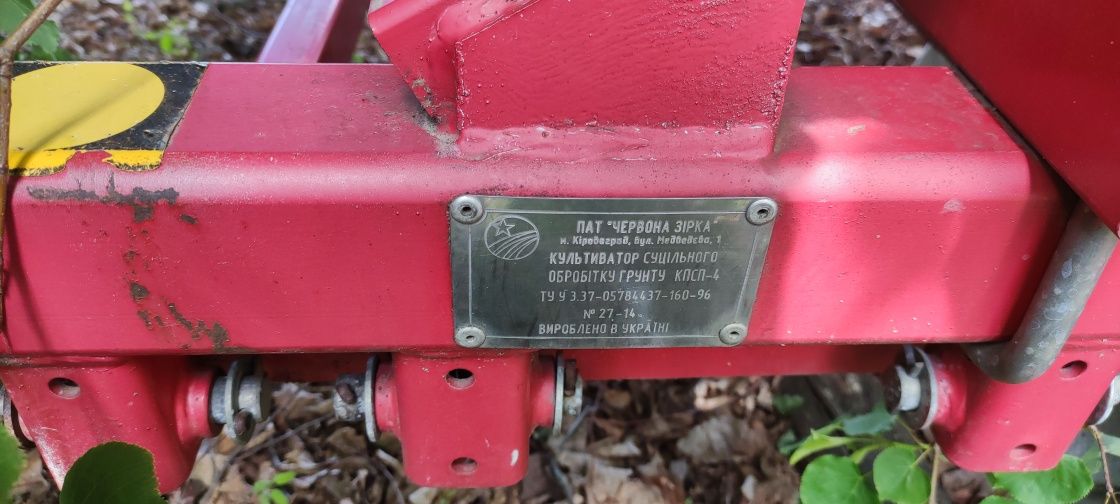 ПАТ "ЧЕРВОНА ЗІРКА"
м. Кіровоград, вул. Медведєва, 1
КУЛЬТИВАТОР СУЦІЛЬНОГО
ОБРОБІТКУ ГРУНТУ КПСП-4
ТУ У 3.37-05784437-160-96
№ 27-14
ВИРОБЛЕНО В УКРАЇНІ